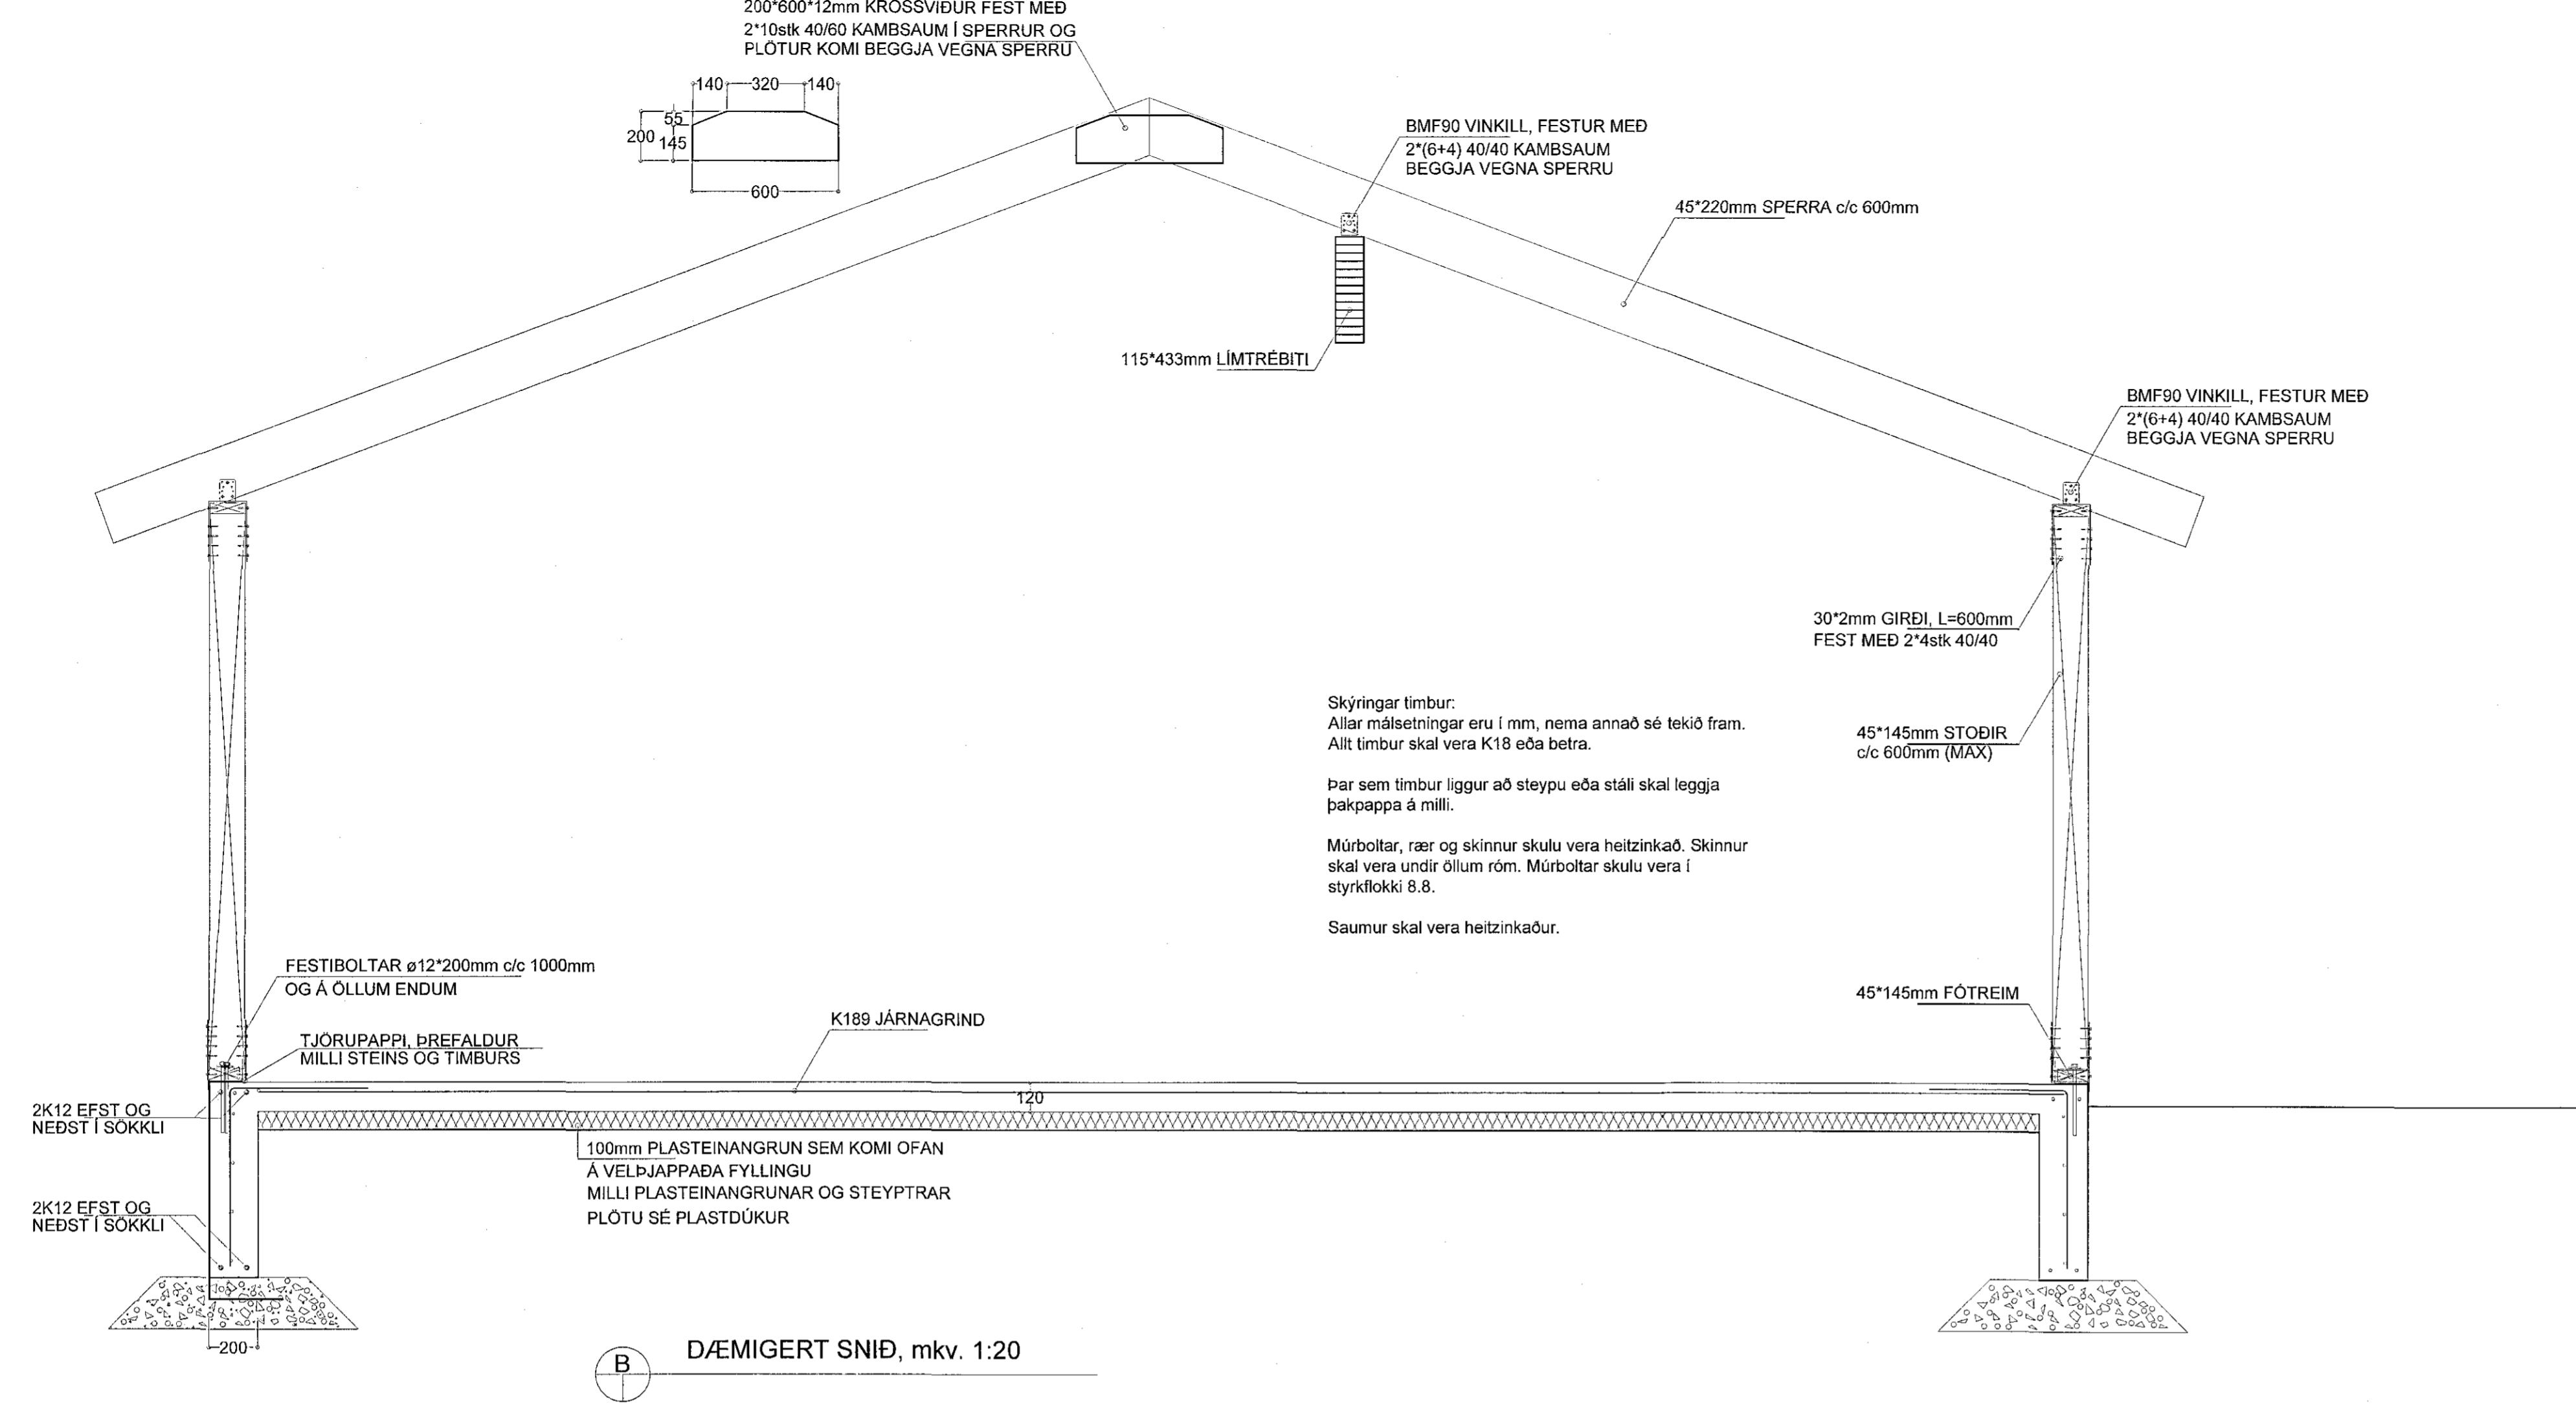 200*600*12mm KROSSVIÐUR FEST MEÐ
2*10stk 40/60 KAMBSAUM Í SPERRUR OG
PLÖTUR KOMI BEGGJA VEGNA SPERRU
140 320 140
55
200 145
600
BMF90 VINKILL, FESTUR MEÐ
2*(6+4) 40/40 KAMBSAUM
BEGGJA VEGNA SPERRU
45*220mm SPERRA c/c 600mm
115*433mm LÍMTRÉBITI
BMF90 VINKILL, FESTUR MEÐ
2*(6+4) 40/40 KAMBSAUM
BEGGJA VEGNA SPERRU
30*2mm GIRÐI, L=600mm
FEST MEÐ 2*4stk 40/40
Skýringar timbur:
Allar málsetningar eru í mm, nema annað sé tekið fram.
Allt timbur skal vera K18 eða betra.
Þar sem timbur liggur að steypu eða stáli skal leggja
þakpappa á milli.
Múrboltar, rær og skinnur skulu vera heitzinkað. Skinnur
skal vera undir öllum róm. Múrboltar skulu vera í
styrkflokki 8.8.
Saumur skal vera heitzinkaður.
45*145mm STOÐIR
c/c 600mm (MAX)
FESTIBOLTAR ø12*200mm c/c 1000mm
OG Á ÖLLUM ENDUM
45*145mm FÓTREIM
K189 JÁRNAGRIND
TJÖRUPAPPI, ÞREFALDUR
MILLI STEINS OG TIMBURS
120
2K12 EFST OG
NEÐST Í SÖKKLI
100mm PLASTEINANGRUN SEM KOMI OFAN
Á VELÞJAPPAÐA FYLLINGU
MILLI PLASTEINANGRUNAR OG STEYPTRAR
PLÖTU SÉ PLASTDÚKUR
2K12 EFST OG
NEÐST Í SÖKKLI
200
B
DÆMIGERT SNIÐ, mkv. 1:20